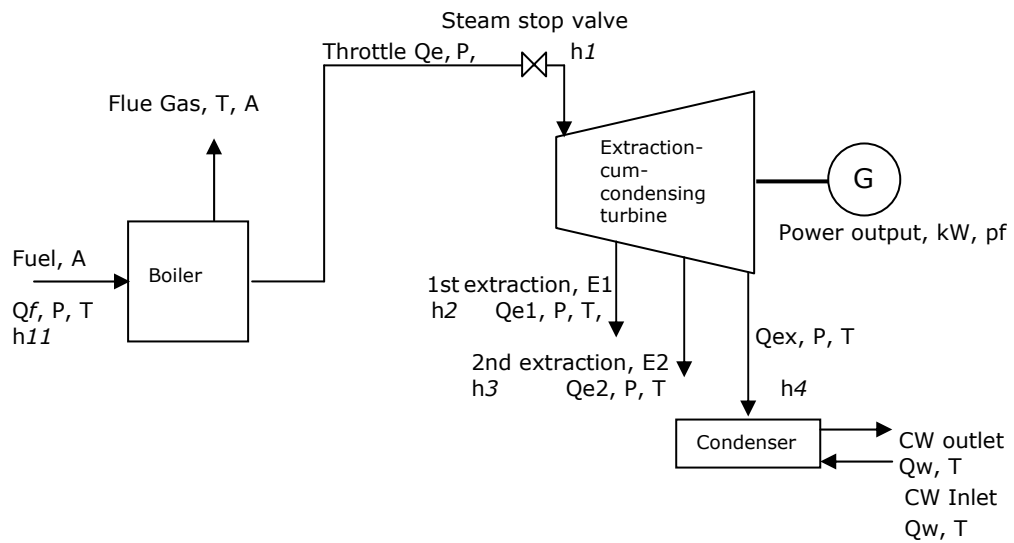 Steam stop valve
Throttle Qe, P, h1
Flue Gas, T, A
Extraction-
cum-
condensing
turbine
G
Power output, kW, pf
Fuel, A
Boiler
Qf, P, T
h11
1st extraction, E1
h2 Qe1, P, T,
Qex, P, T
2nd extraction, E2
h3 Qe2, P, T
h4
Condenser
CW outlet
Qw, T
CW Inlet
Qw, T